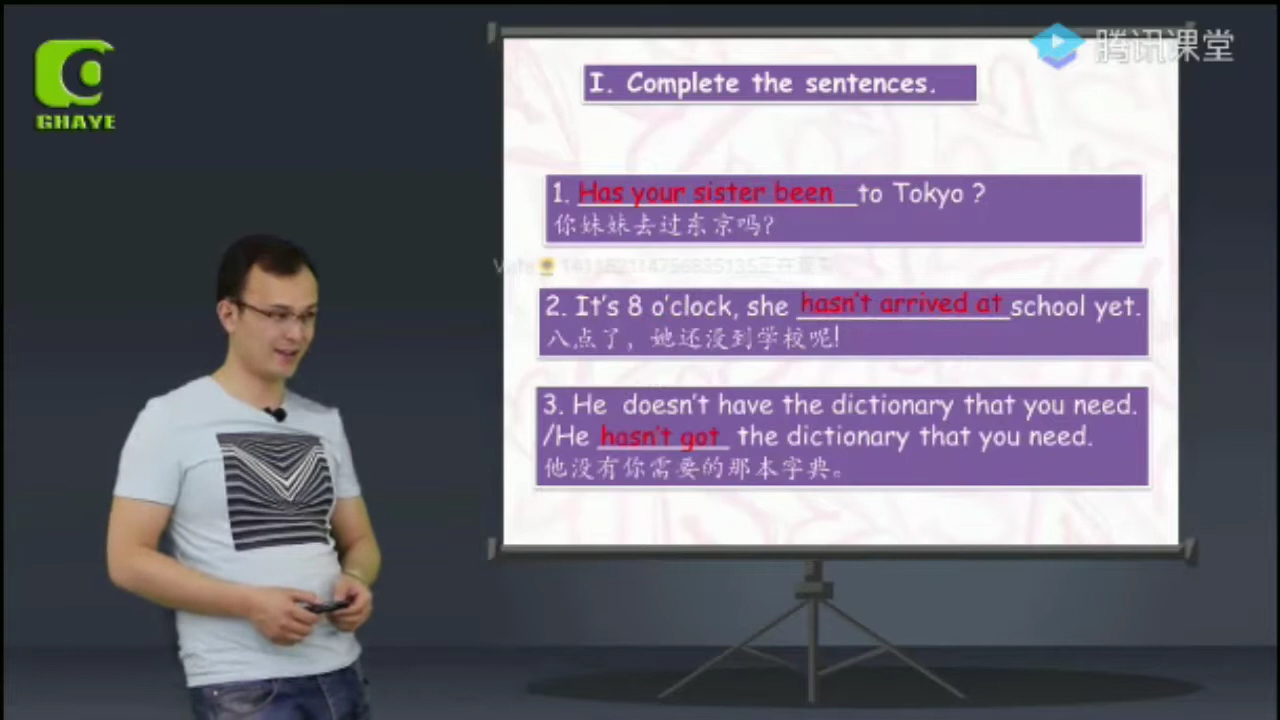 GHAYE
腾讯课堂
I. Complete the sentences.
1. Has your sister been to Tokyo ?
你妹妹去过东京吗?
2. It's 8 o'clock, she hasn't arrived at school yet.
八点了，她还没到学校呢!
3. He doesn't have the dictionary that you need.
/He hasn't got the dictionary that you need.
他没有你需要的那本字典。